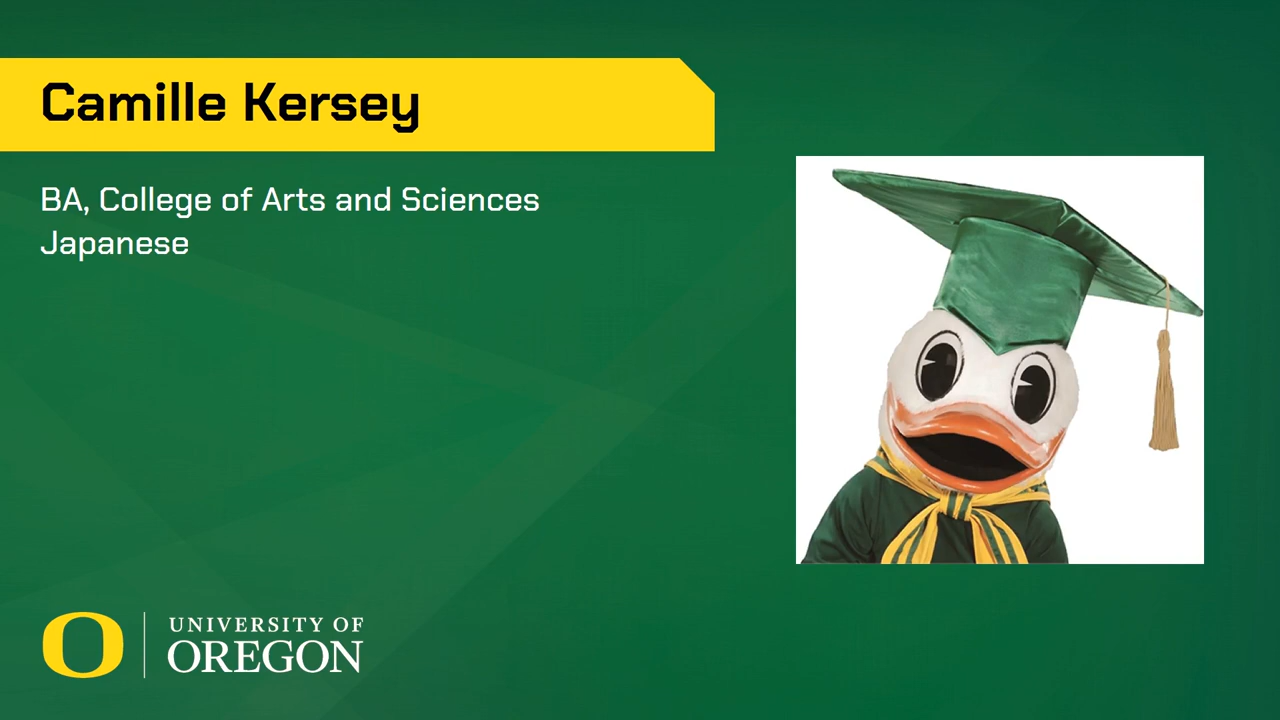 Camille Kersey
BA, College of Arts and Sciences
Japanese
O
UNIVERSITY OF
OREGON